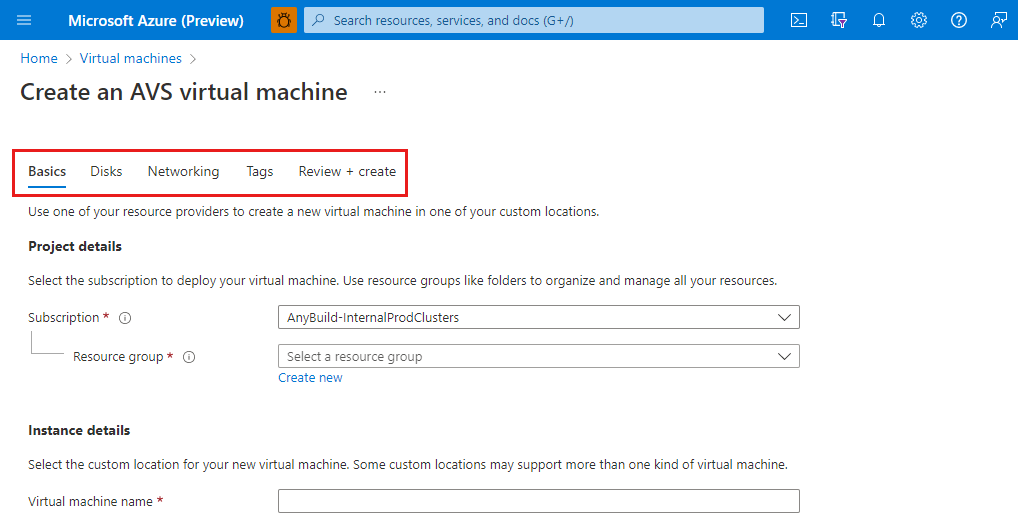 Microsoft Azure (Preview)
Search resources, services, and docs (G+/)
Home > Virtual machines >
Create an AVS virtual machine ...
Basics Disks Networking Tags Review + create
Use one of your resource providers to create a new virtual machine in one of your custom locations.
Project details
Select the subscription to deploy your virtual machine. Use resource groups like folders to organize and manage all your resources.
Subscription *
AnyBuild-InternalProdClusters
Resource group *
Select a resource group
Create new
Instance details
Select the custom location for your new virtual machine. Some custom locations may support more than one kind of virtual machine.
Virtual machine name *